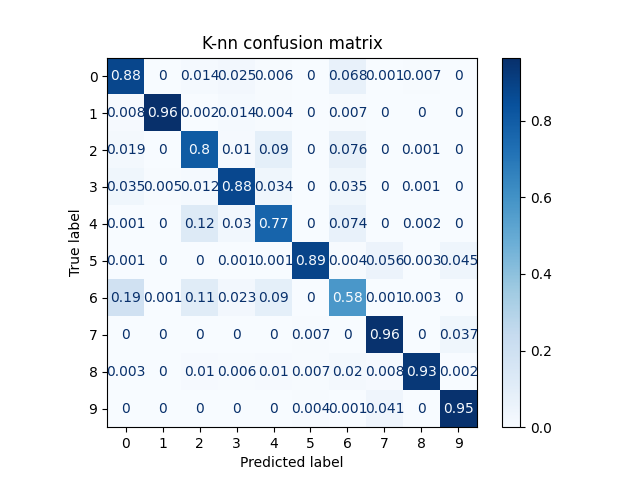 K-nn confusion matrix
0 0.88 0 0.014 0.025 0.006 0 0.068 0.001 0.007 0
1 0.008 0.96 0.002 0.014 0.004 0 0.007 0 0 0
2 0.019 0 0.8 0.01 0.09 0 0.076 0 0.001 0
3 0.035 0.005 0.012 0.88 0.034 0 0.035 0 0.001 0
4 0.001 0 0.12 0.03 0.77 0 0.074 0 0.002 0
5 0.001 0 0 0.001 0.001 0.89 0.004 0.056 0.003 0.045
6 0.19 0.001 0.11 0.023 0.09 0 0.58 0.001 0.003 0
7 0 0 0 0 0 0.007 0 0.96 0 0.037
8 0.003 0 0.01 0.006 0.01 0.007 0.02 0.008 0.93 0.002
9 0 0 0 0 0 0.004 0.001 0.041 0 0.95
0 1 2 3 4 5 6 7 8 9
Predicted label
True label
0.8
0.6
0.4
0.2
0.0